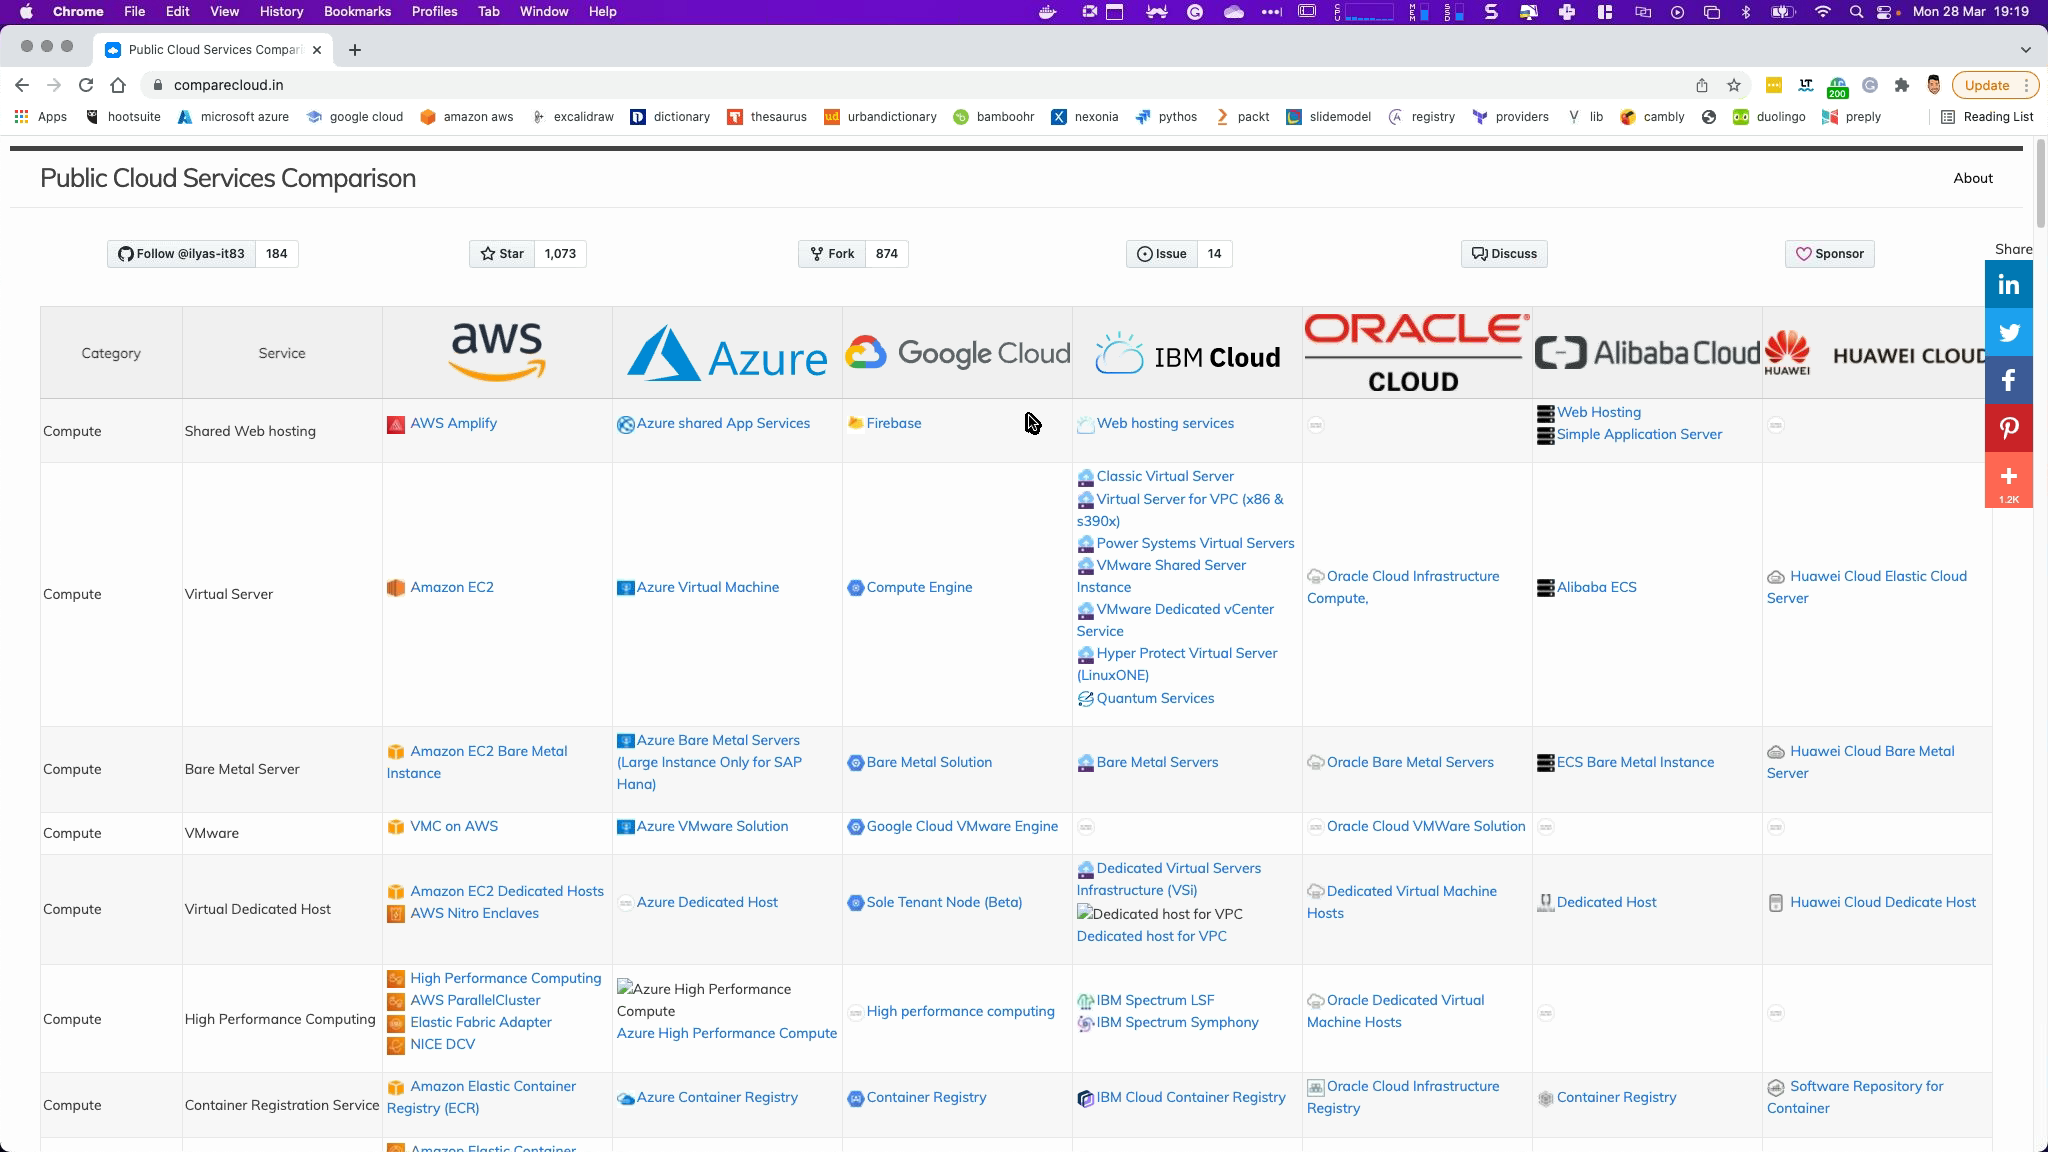 Chrome File Edit View History Bookmarks Profiles Tab Window Help Mon 28 Mar 19:19
Public Cloud Services Compari
comparecloud.in
200
Update
Apps hootsuite microsoft azure google cloud amazon aws excalidraw dictionary thesaurus urbandictionary bamboohr nexonia pythos packt slidemodel registry providers lib cambly duolingo preply Reading List
Public Cloud Services Comparison
About
Follow @ilyas-it83 184
Star 1,073
Fork 874
Issue 14
Discuss
Sponsor
Share
1.2K
Category Service aws Azure Google Cloud IBM Cloud ORACLE CLOUD Alibaba Cloud HUAWEI HUAWEI CLOUD
Compute
Shared Web hosting
AWS Amplify
Azure shared App Services
Firebase
Web hosting services
Web Hosting
Simple Application Server
Compute
Virtual Server
Amazon EC2
Azure Virtual Machine
Compute Engine
Classic Virtual Server
Virtual Server for VPC (x86 &
s390x)
Power Systems Virtual Servers
VMware Shared Server
Instance
VMware Dedicated vCenter
Service
Hyper Protect Virtual Server
(LinuxONE)
Quantum Services
Oracle Cloud Infrastructure
Compute,
Alibaba ECS
Huawei Cloud Elastic Cloud
Server
Compute
Bare Metal Server
Amazon EC2 Bare Metal
Instance
Azure Bare Metal Servers
(Large Instance Only for SAP
Hana)
Bare Metal Solution
Bare Metal Servers
Oracle Bare Metal Servers
ECS Bare Metal Instance
Huawei Cloud Bare Metal
Server
Compute
VMware
VMC on AWS
Azure VMware Solution
Google Cloud VMware Engine
Oracle Cloud VMWare Solution
Compute
Virtual Dedicated Host
Amazon EC2 Dedicated Hosts
AWS Nitro Enclaves
Azure Dedicated Host
Sole Tenant Node (Beta)
Dedicated Virtual Servers
Infrastructure (VSi)
Dedicated host for VPC
Dedicated host for VPC
Dedicated Virtual Machine
Hosts
Dedicated Host
Huawei Cloud Dedicate Host
Compute
High Performance Computing
High Performance Computing
AWS ParallelCluster
Elastic Fabric Adapter
NICE DCV
Azure High Performance
Compute
Azure High Performance Compute
High performance computing
IBM Spectrum LSF
IBM Spectrum Symphony
Oracle Dedicated Virtual
Machine Hosts
Compute
Container Registration Service
Amazon Elastic Container
Registry (ECR)
Azure Container Registry
Container Registry
IBM Cloud Container Registry
Oracle Cloud Infrastructure
Registry
Container Registry
Software Repository for
Container
Amazon Elastic Container